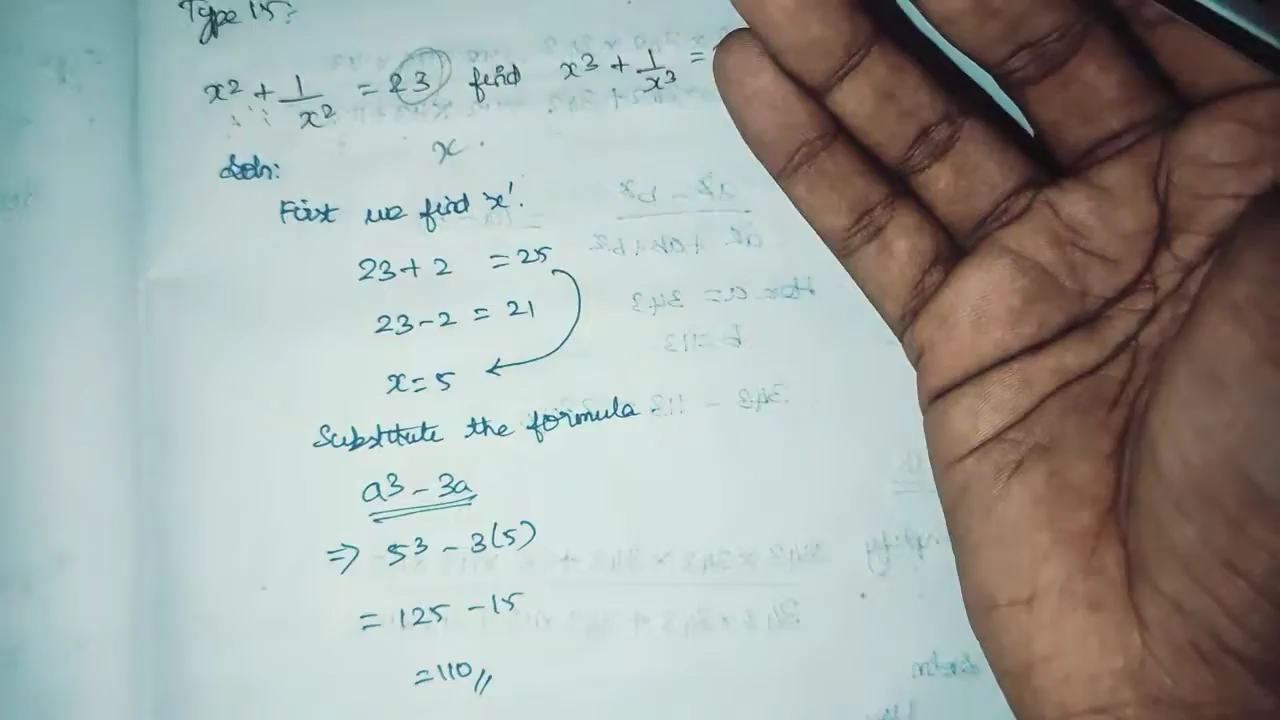 Type 15:
x² + 1/x² = 23 find x³ + 1/x³ =
x.
Soln:
First we find 'x'.
23+2 = 25
23-2 = 21
x = 5
Substitute the formula
a³ - 3a
⇒ 5³ - 3(5)
= 125 - 15
= 110 //